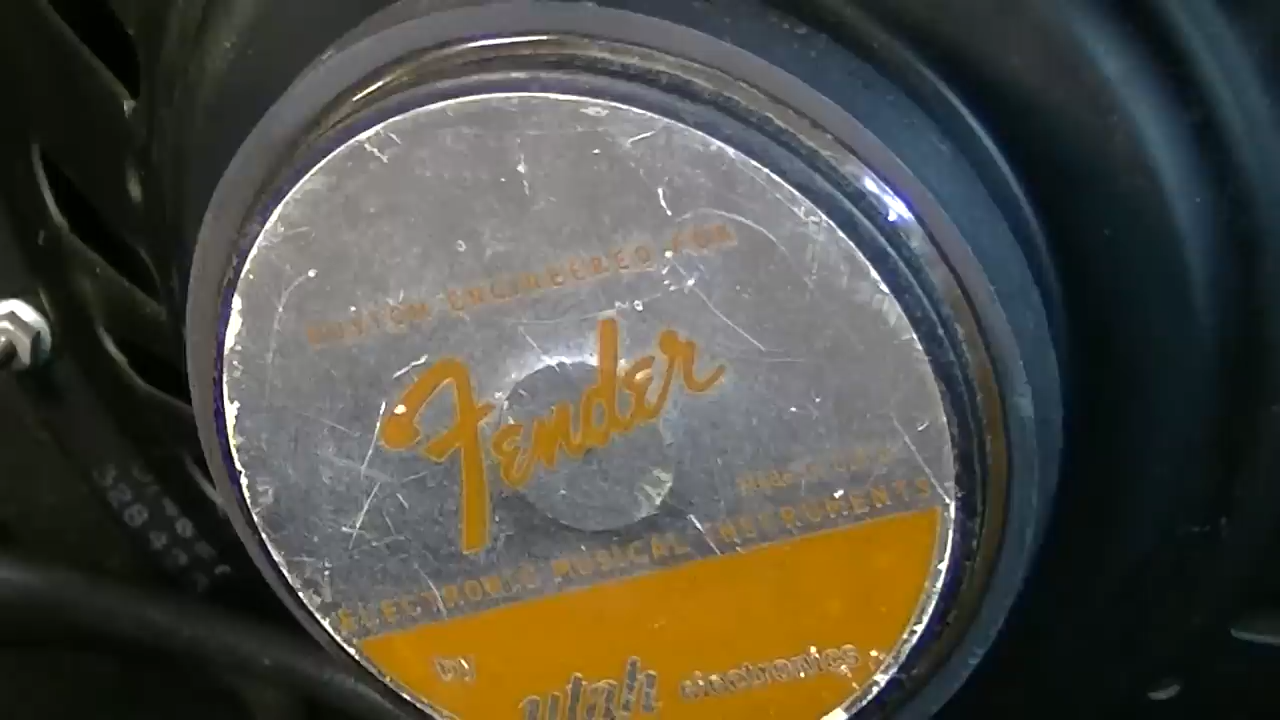 CUSTOM ENGINEERED FOR
Fender
ELECTRONIC MUSICAL INSTRUMENTS
by utah electronics